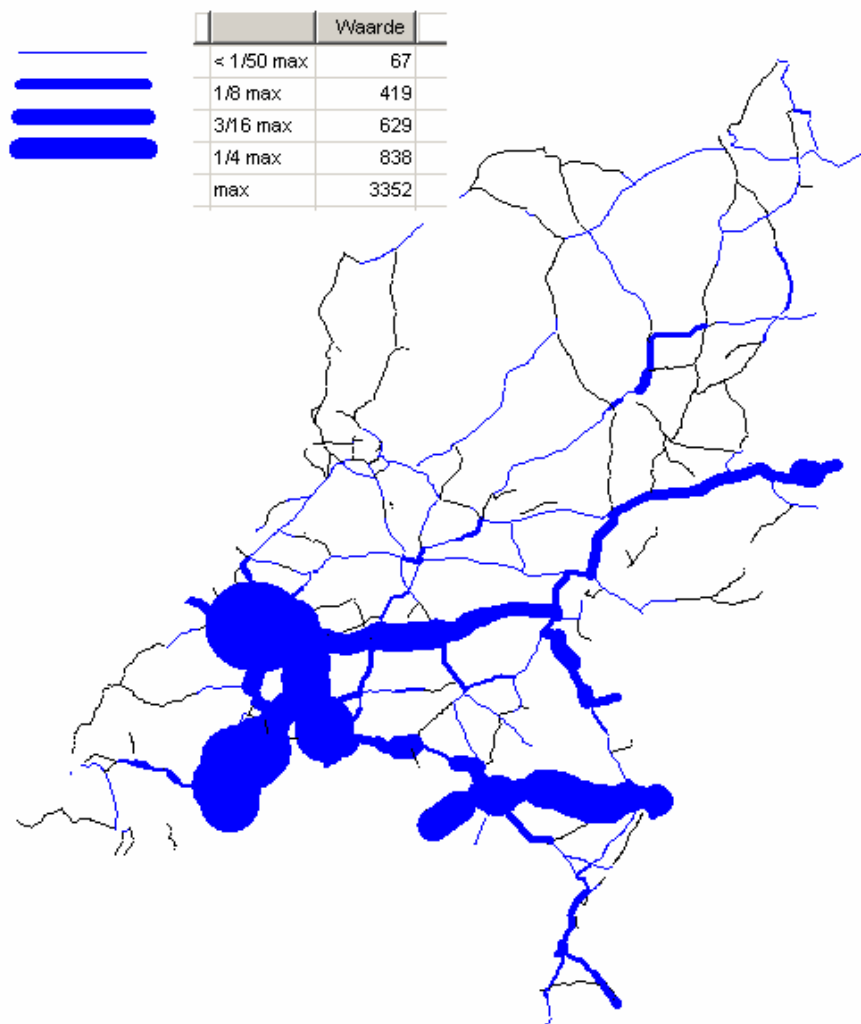 Waarde
< 1/50 max 67
1/8 max 419
3/16 max 629
1/4 max 838
max 3352